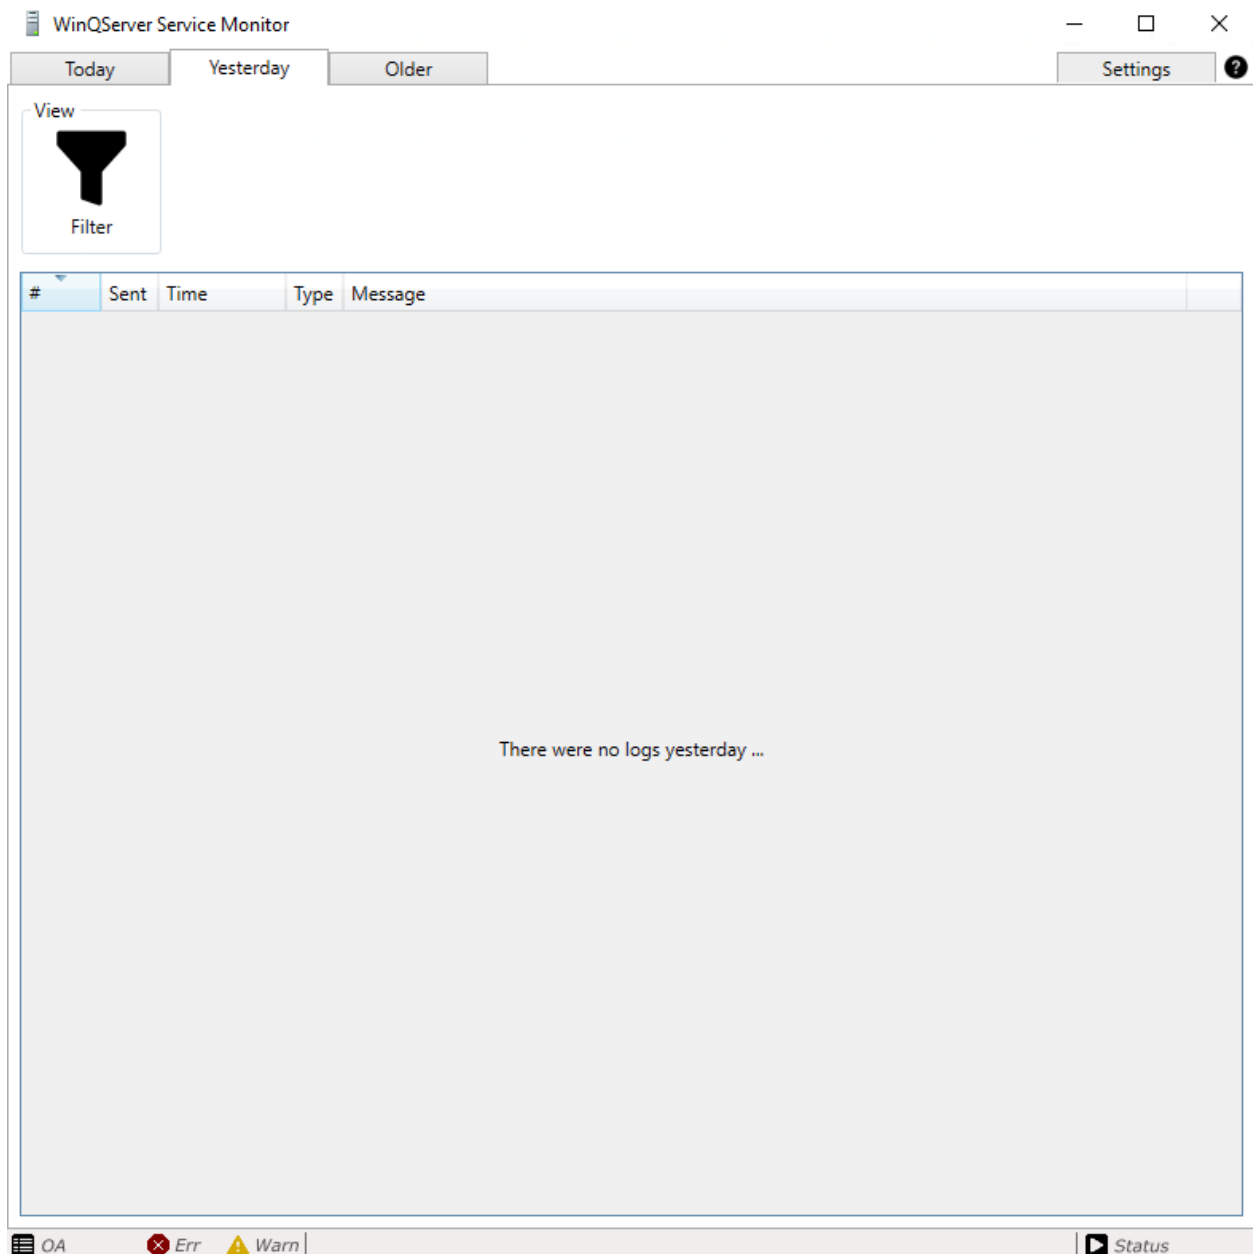 WinQServer Service Monitor
Today Yesterday Older Settings ?
View
Filter
# Sent Time Type Message
There were no logs yesterday ...
OA Err Warn Status